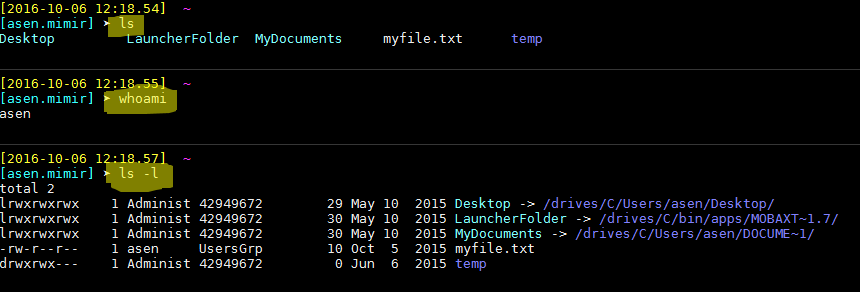 [2016-10-06 12:18.54]  ~
[asen.mimir] ➤ ls
Desktop         LauncherFolder  MyDocuments     myfile.txt      temp
[2016-10-06 12:18.55]  ~
[asen.mimir] ➤ whoami
asen
[2016-10-06 12:18.57]  ~
[asen.mimir] ➤ ls -l
total 2
lrwxrwxrwx    1 Administ 42949672        29 May 10  2015 Desktop -> /drives/C/Users/asen/Desktop/
lrwxrwxrwx    1 Administ 42949672        30 May 10  2015 LauncherFolder -> /drives/C/bin/apps/MOBAXT~1.7/
lrwxrwxrwx    1 Administ 42949672        30 May 10  2015 MyDocuments -> /drives/C/Users/asen/DOCUME~1/
-rw-r--r--    1 asen     UsersGrp        10 Oct  5  2015 myfile.txt
drwxrwx---    1 Administ 42949672         0 Jun  6  2015 temp